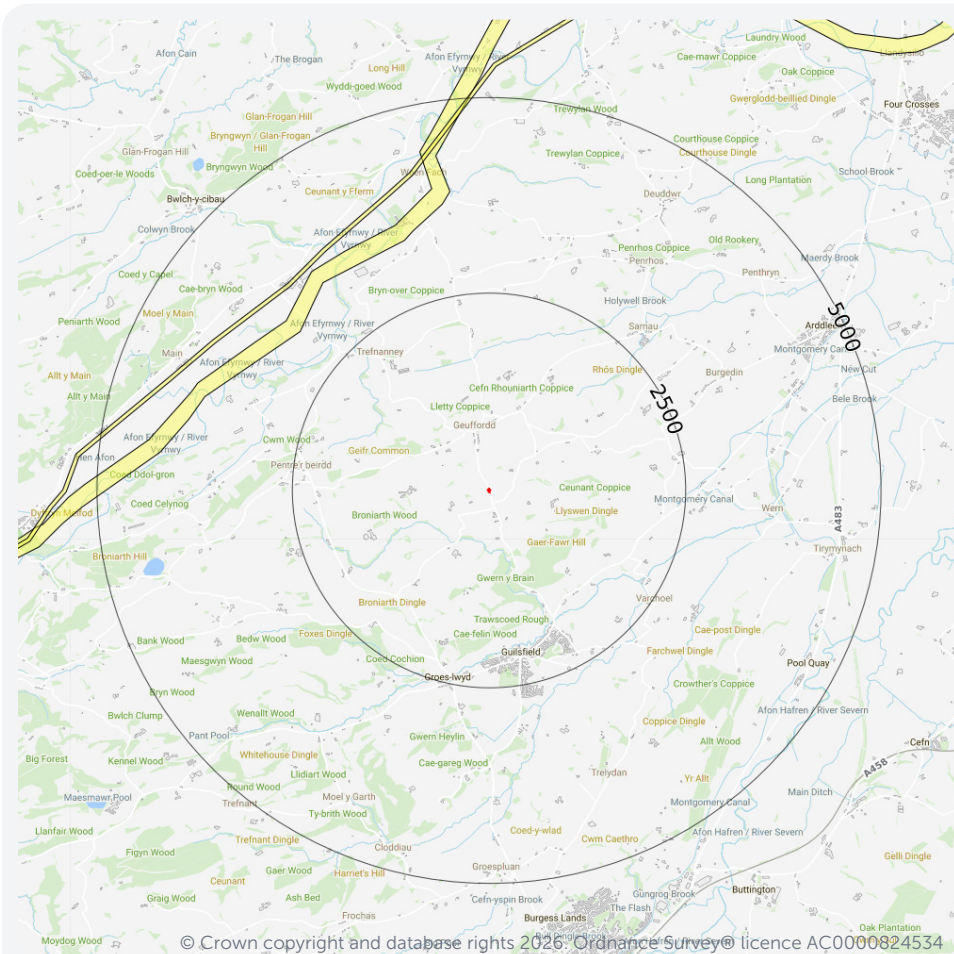 Afon Cain
The Brogan
Long Hill
Afon Efyrnwy / River
Vyrnwy
Laundry Wood
Cae-mawr Coppice
Llandysilio
Oak Coppice
Wyddi-goed Wood
Gwerglodd-beillied Dingle
Four Crosses
Glan-Frogan Hill
Trewylan Wood
Bryngwyn / Glan-Frogan
Hill
Glan-Frogan Hill
Courthouse Coppice
Courthouse Dingle
Trewylan Coppice
Bryngwyn Wood
Coed-oer-le Woods
School Brook
Ceunant y Fferm
Long Plantation
Deuddwr
Bwlch-y-cibau
Colwyn Brook
Afon Efyrnwy / River
Vyrnwy
Old Rookery
Penrhos Coppice
Penrhos
Maerdy Brook
Coed y Capel
Penthryn
Cae-bryn Wood
Bryn-over Coppice
Holywell Brook
Moel y Main
Peniarth Wood
5000
Afon Efyrnwy / River
Vyrnwy
Sarnau
Arddleen
Main
Trefnanney
Montgomery Canal
Afon Efyrnwy / River
Vyrnwy
Rhôs Dingle
Burgedin
New Cut
Allt y Main
Allt y Main
Cefn Rhouniarth Coppice
Bele Brook
Lletty Coppice
2500
Geuffordd
Afon Efyrnwy / River
Vyrnwy
Cwm Wood
Geifr Common
Pentre'r beirdd
Coed Ddol-gron
Ceunant Coppice
Montgomery Canal
Coed Celynog
Broniarth Wood
Llyswen Dingle
Wern
A483
Gaer-Fawr Hill
Tirymynach
Broniarth Hill
Gwern y Brain
Broniarth Dingle
Varchoel
Trawscoed Rough
Cae-felin Wood
Foxes Dingle
Bank Wood
Bedw Wood
Cae-post Dingle
Guilsfield
Farchwel Dingle
Maesgwyn Wood
Coed Cochion
Pool Quay
Groes-lwyd
Crowther's Coppice
Bryn Wood
Bwlch Clump
Wenallt Wood
Afon Hafren / River Severn
Coppice Dingle
Pant Pool
Gwern Heylin
Allt Wood
Cefn
Whitehouse Dingle
Big Forest
Kennel Wood
Cae-gareg Wood
A458
Llidiart Wood
Trelydan
Yr Allt
Round Wood
Main Ditch
Maesmawr Pool
Trefnant
Moel y Garth
Montgomery Canal
Ty-brith Wood
Llanfair Wood
Coed-y-wlad
Afon Hafren / River Severn
Trefnant Dingle
Cwm Caethro
Cloddiau
Figyn Wood
Gelli Dingle
Groespluan
Gaer Wood
Harriet's Hill
Ceunant
Buttington
Gungrog Brook
Graig Wood
Ash Bed
Cefn-yspin Brook
The Flash
Frochas
Burgess Lands
Oak Plantation
Moydog Wood
© Crown copyright and database rights 2026. Ordnance Survey® licence AC0000824534